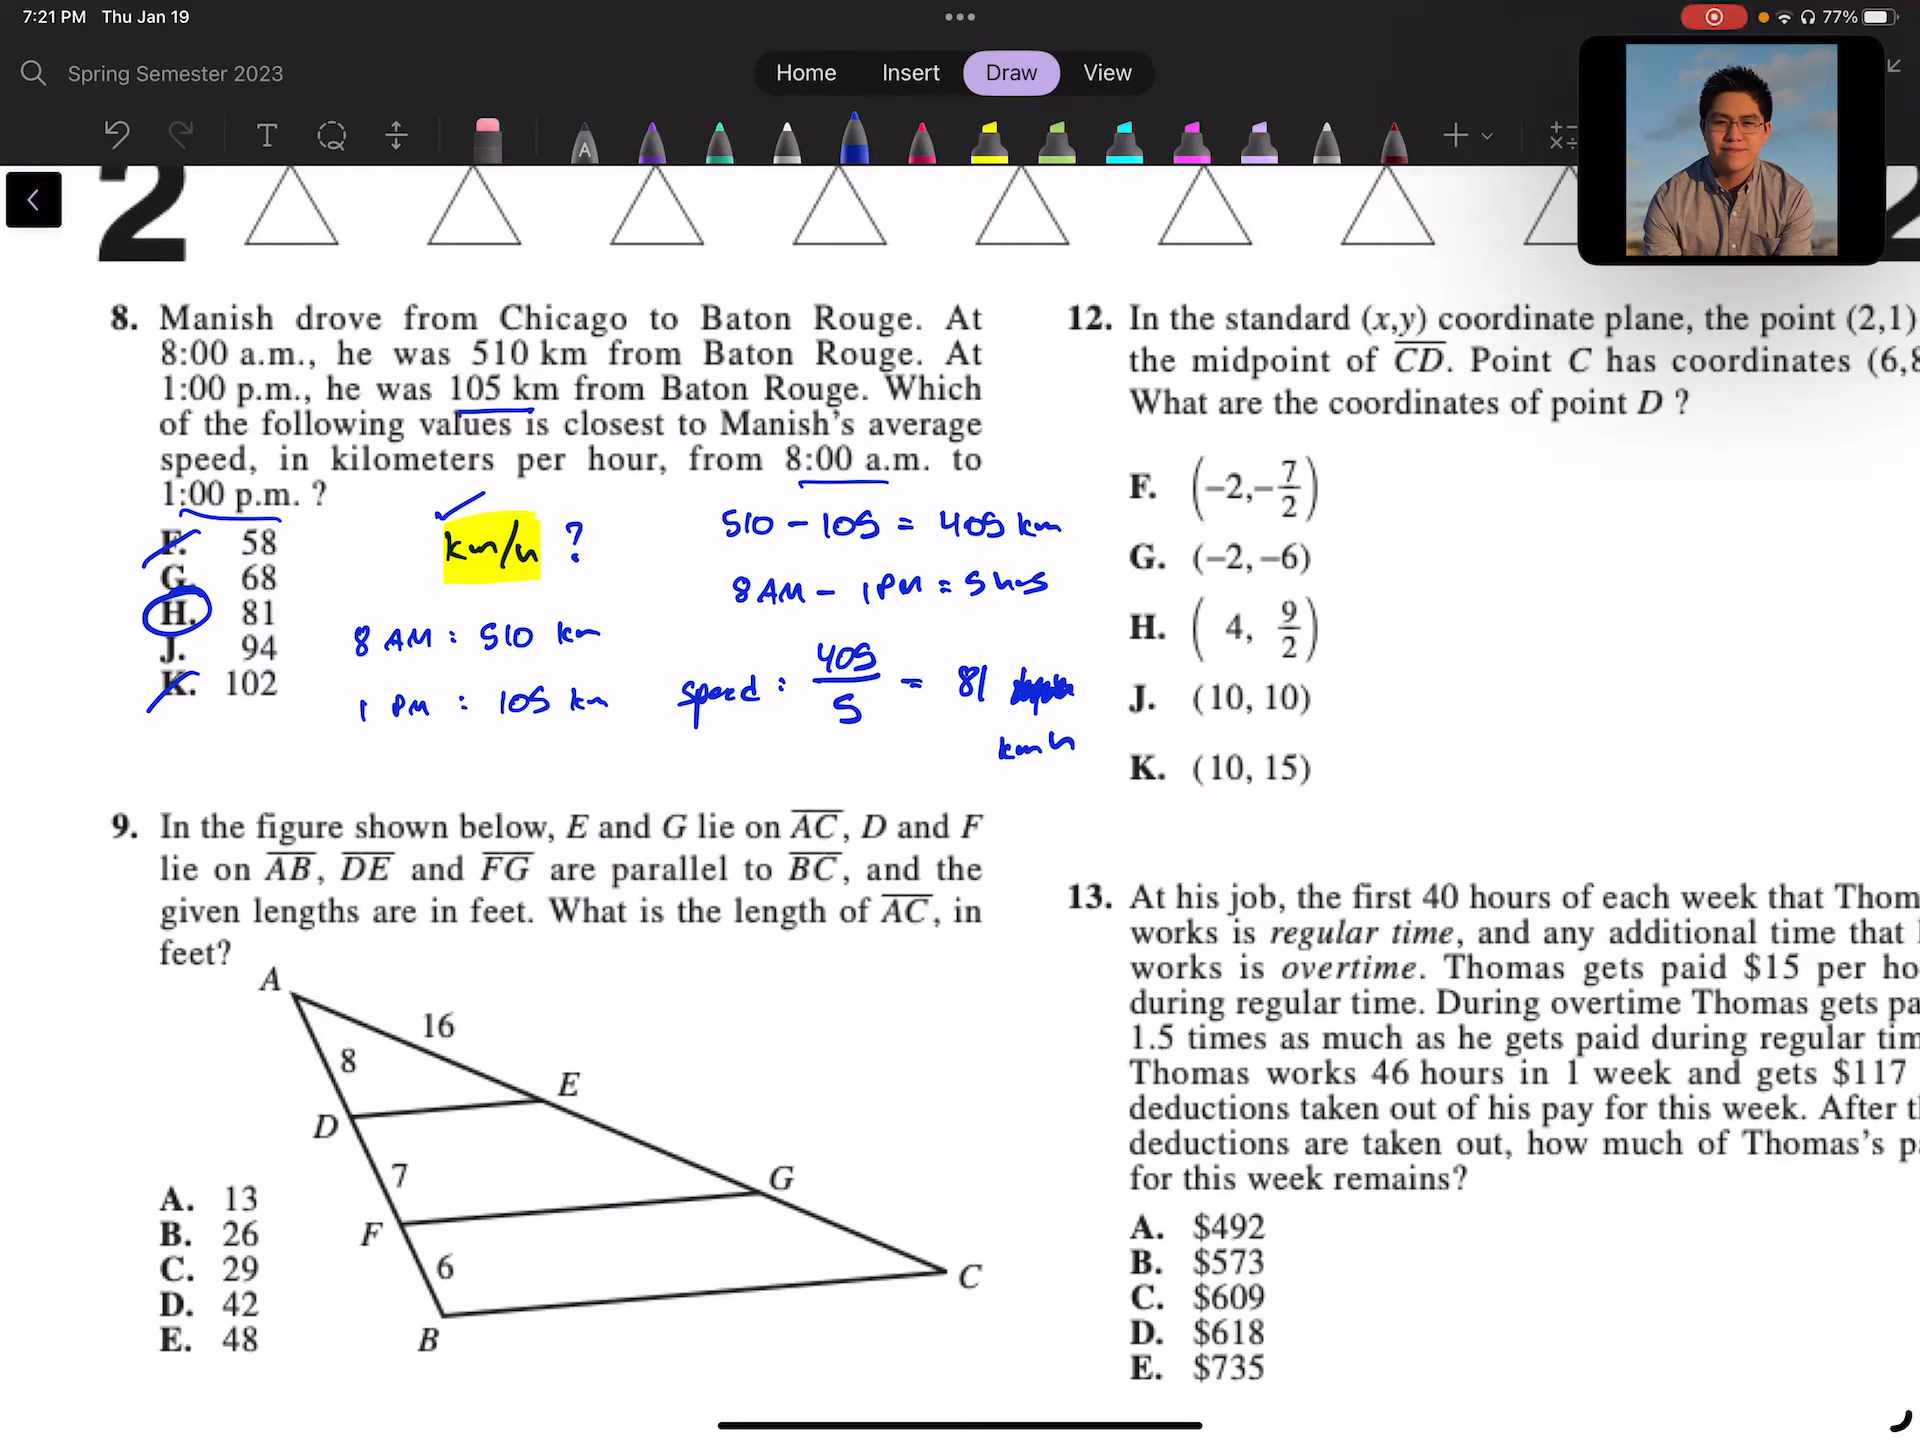 7:21 PM Thu Jan 19
77%
Spring Semester 2023
Home Insert Draw View
T
A
2
8. Manish drove from Chicago to Baton Rouge. At
8:00 a.m., he was 510 km from Baton Rouge. At
1:00 p.m., he was 105 km from Baton Rouge. Which
of the following values is closest to Manish's average
speed, in kilometers per hour, from 8:00 a.m. to
1:00 p.m. ?
F. 58
G. 68
H. 81
J. 94
K. 102
km/h ?
8 AM : 510 km
1 PM : 105 km
510 - 105 = 405 km
8 AM - 1 PM = 5 hrs
speed : 405/5 = 81
km h
9. In the figure shown below, E and G lie on AC, D and F
lie on AB, DE and FG are parallel to BC, and the
given lengths are in feet. What is the length of AC, in
feet?
A
16
8
E
D
7
G
F
6
C
B
A. 13
B. 26
C. 29
D. 42
E. 48
12. In the standard (x,y) coordinate plane, the point (2,1)
the midpoint of CD. Point C has coordinates (6,8
What are the coordinates of point D ?
F. (–2,–7/2)
G. (–2, –6)
H. ( 4, 9/2)
J. (10, 10)
K. (10, 15)
13. At his job, the first 40 hours of each week that Thom
works is regular time, and any additional time that
works is overtime. Thomas gets paid $15 per ho
during regular time. During overtime Thomas gets pa
1.5 times as much as he gets paid during regular tim
Thomas works 46 hours in 1 week and gets $117
deductions taken out of his pay for this week. After t
deductions are taken out, how much of Thomas's p
for this week remains?
A. $492
B. $573
C. $609
D. $618
E. $735